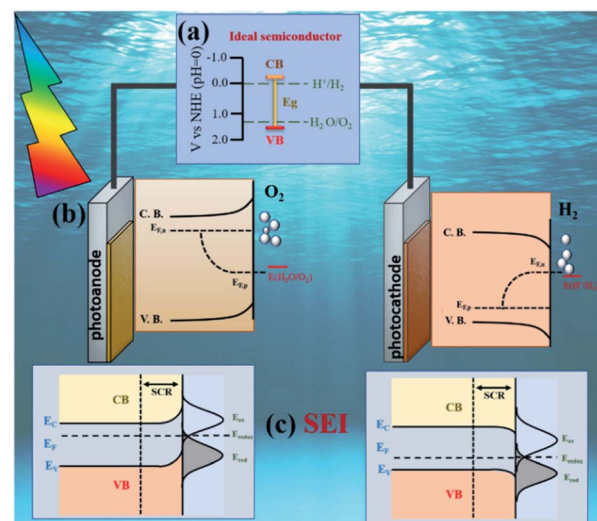 (a)
Ideal semiconductor
V vs NHE (pH=0)
-1.0
0.0
1.0
2.0
CB
Eg
VB
H⁺/H₂
H₂O/O₂
(b)
photoanode
C. B.
E_F,n
E_F,p
V. B.
O₂
E(H₂O/O₂)
photocathode
C. B.
E_F,n
E_F,p
V. B.
H₂
E(H⁺/H₂)
CB
SCR
E_C
E_F
E_V
VB
E_ox
E_redox
E_red
(c) SEI
CB
SCR
E_C
E_F
E_V
VB
E_ox
E_redox
E_red